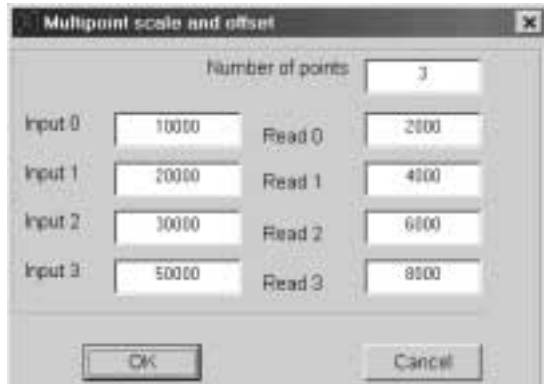 Multipoint scale and offset
Number of points 3
Input 0 10000 Read 0 2000
Input 1 20000 Read 1 4000
Input 2 30000 Read 2 6000
Input 3 50000 Read 3 8000
OK Cancel